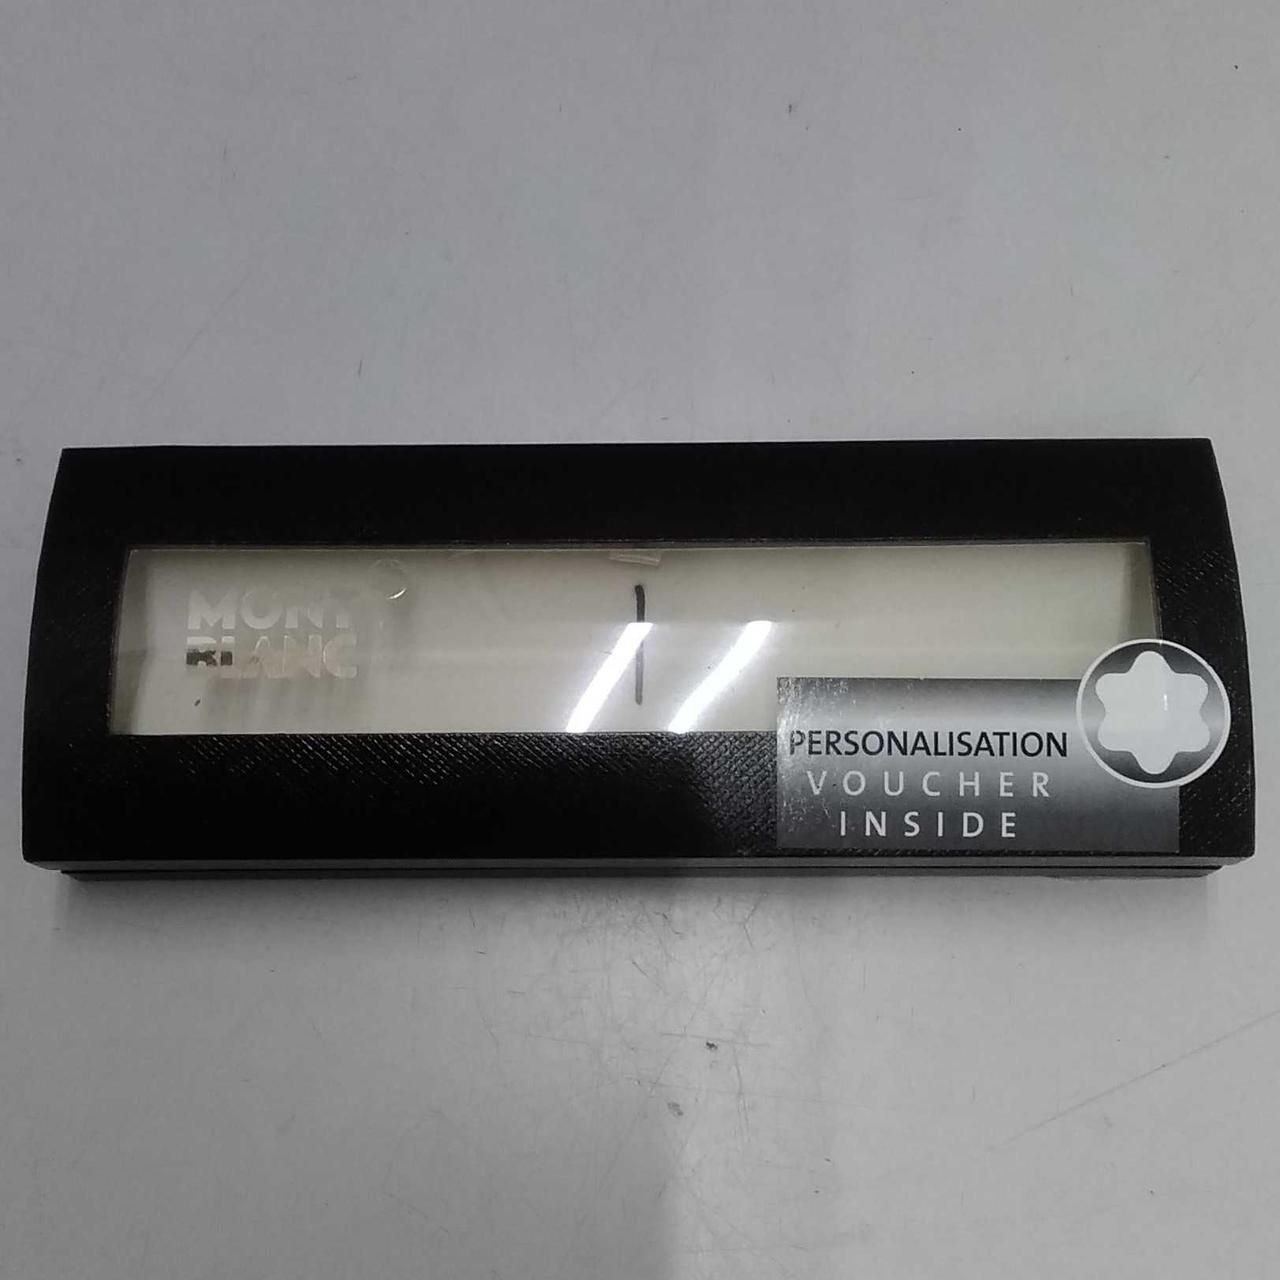 MONT
BLANC
PERSONALISATION
VOUCHER
INSIDE